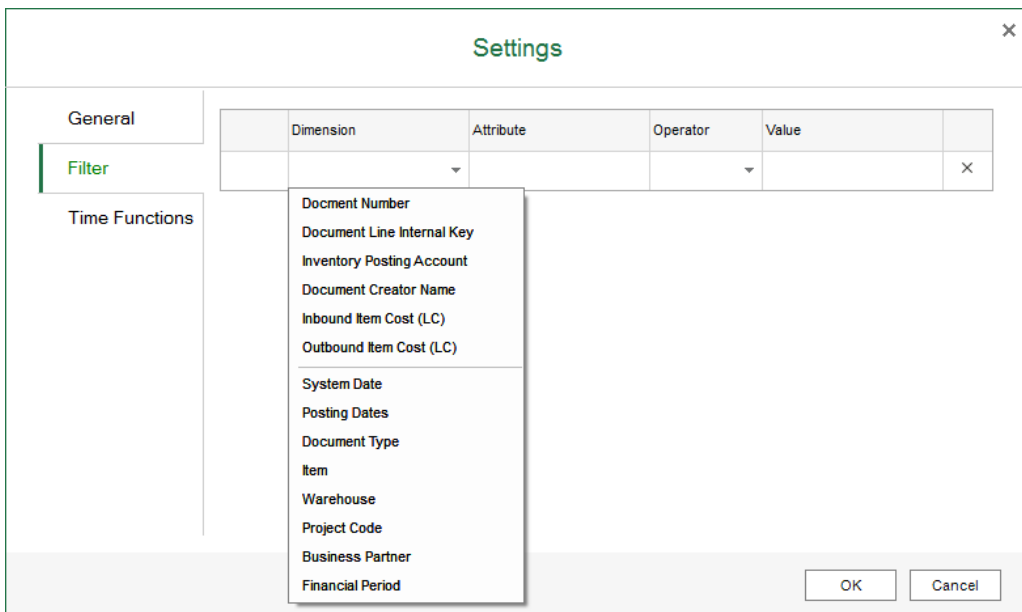 Settings
General
Filter
Time Functions
Dimension Attribute Operator Value
Docment Number
Document Line Internal Key
Inventory Posting Account
Document Creator Name
Inbound Item Cost (LC)
Outbound Item Cost (LC)
System Date
Posting Dates
Document Type
Item
Warehouse
Project Code
Business Partner
Financial Period
OK Cancel